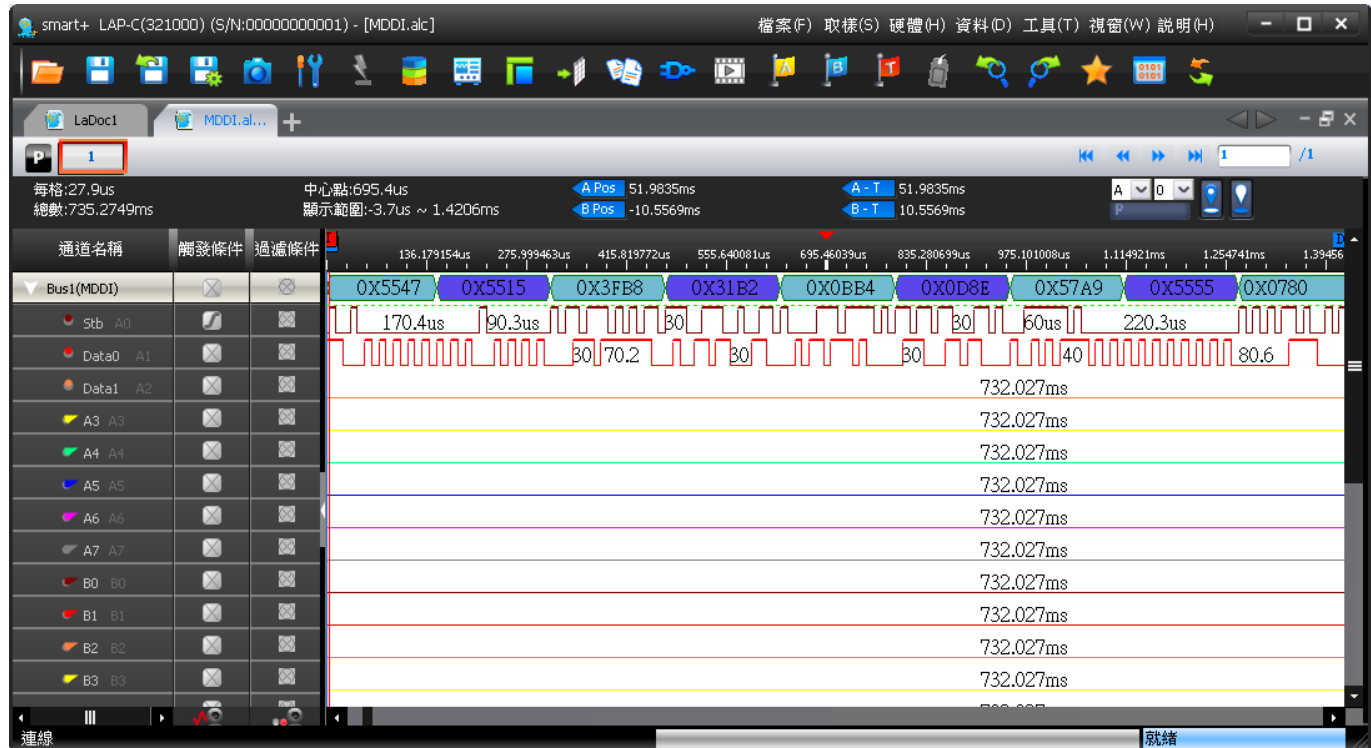 smart+ LAP-C(321000) (S/N:00000000001) - [MDDI.alc] 檔案(F) 取樣(S) 硬體(H) 資料(D) 工具(T) 視窗(W) 説明(H)
LaDoc1 MDDI.al...
P 1 1 /1
每格:27.9us 中心點:695.4us A Pos 51.9835ms A - T 51.9835ms A 0
總數:735.2749ms 顯示範圍:-3.7us ~ 1.4206ms B Pos -10.5569ms B - T 10.5569ms P
通道名稱 觸發條件 過濾條件 136.179154us 275.999463us 415.819772us 555.640081us 695.46039us 835.280699us 975.101008us 1.114921ms 1.254741ms 1.39456
Bus1(MDDI) 0X5547 0X5515 0X3FB8 0X31B2 0X0BB4 0X0D8E 0X57A9 0X5555 0X0780
Stb A0 170.4us 90.3us 30 30 60us 220.3us
Data0 A1 30 70.2 30 30 40 80.6
Data1 A2 732.027ms
A3 A3 732.027ms
A4 A4 732.027ms
A5 A5 732.027ms
A6 A6 732.027ms
A7 A7 732.027ms
B0 B0 732.027ms
B1 B1 732.027ms
B2 B2 732.027ms
B3 B3 732.027ms
連線 就緒